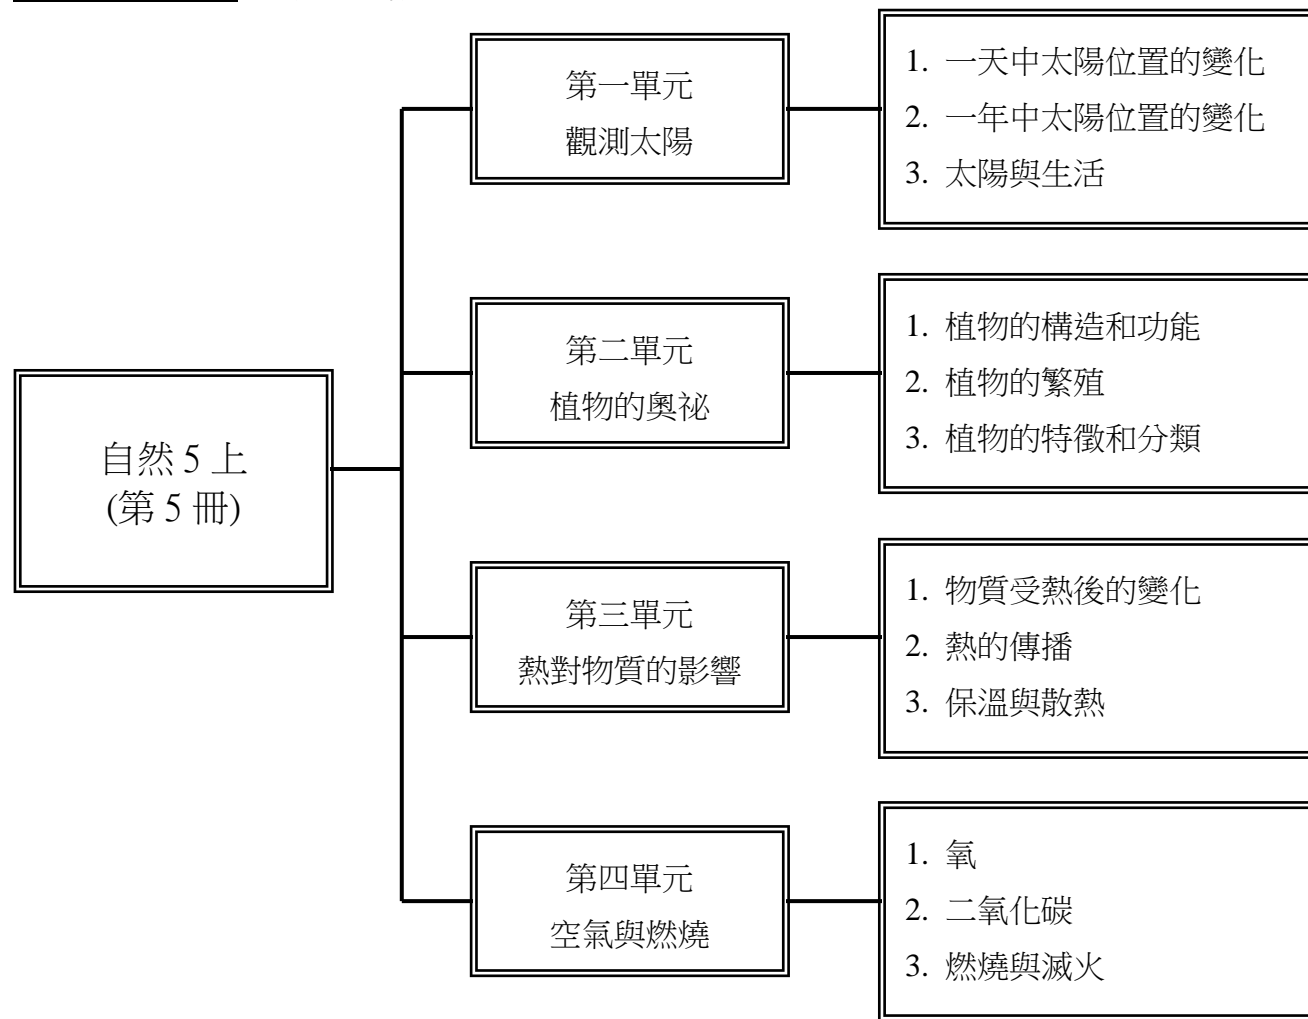 自然 5 上
(第 5 冊)
第一單元
觀測太陽
1. 一天中太陽位置的變化
2. 一年中太陽位置的變化
3. 太陽與生活
第二單元
植物的奧祕
1. 植物的構造和功能
2. 植物的繁殖
3. 植物的特徵和分類
第三單元
熱對物質的影響
1. 物質受熱後的變化
2. 熱的傳播
3. 保溫與散熱
第四單元
空氣與燃燒
1. 氧
2. 二氧化碳
3. 燃燒與滅火